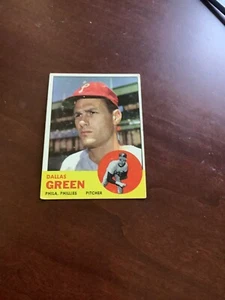 P
DALLAS
GREEN
PHILA. PHILLIES PITCHER